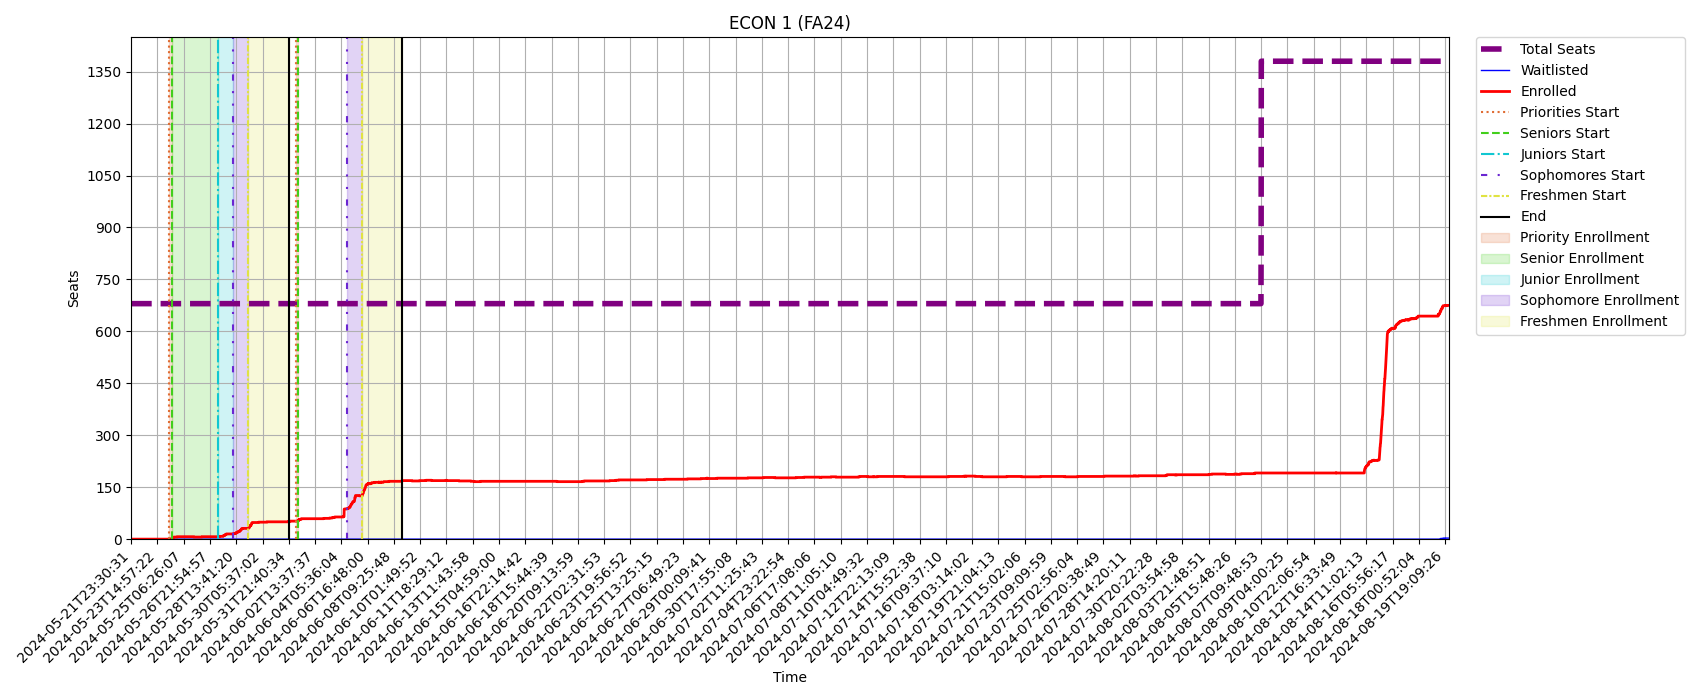 ECON 1 (FA24)
Seats
1350
1200
1050
900
750
600
450
300
150
0
2024-05-21T23:30:31
2024-05-23T14:57:22
2024-05-25T06:26:07
2024-05-26T21:54:57
2024-05-28T13:41:20
2024-05-30T05:37:02
2024-05-31T21:40:34
2024-06-02T13:37:37
2024-06-04T05:36:04
2024-06-06T16:48:00
2024-06-08T09:25:48
2024-06-10T01:49:52
2024-06-11T18:29:12
2024-06-13T11:43:58
2024-06-15T04:59:00
2024-06-16T22:14:42
2024-06-18T15:44:39
2024-06-20T09:13:59
2024-06-22T02:31:53
2024-06-23T19:56:52
2024-06-25T13:25:15
2024-06-27T06:49:23
2024-06-29T00:09:41
2024-06-30T17:55:08
2024-07-02T11:25:43
2024-07-04T23:22:54
2024-07-06T17:08:06
2024-07-08T11:05:10
2024-07-10T04:49:32
2024-07-12T22:13:09
2024-07-14T15:52:38
2024-07-16T09:37:10
2024-07-18T03:14:02
2024-07-19T21:04:13
2024-07-21T15:02:06
2024-07-23T09:09:59
2024-07-25T02:56:04
2024-07-26T20:38:49
2024-07-28T14:20:11
2024-07-30T20:22:28
2024-08-02T03:54:58
2024-08-03T21:48:51
2024-08-05T15:48:26
2024-08-07T09:48:53
2024-08-09T04:00:25
2024-08-10T22:06:54
2024-08-12T16:33:49
2024-08-14T11:02:13
2024-08-16T05:56:17
2024-08-18T00:52:04
2024-08-19T19:09:26
Time
Total Seats
Waitlisted
Enrolled
Priorities Start
Seniors Start
Juniors Start
Sophomores Start
Freshmen Start
End
Priority Enrollment
Senior Enrollment
Junior Enrollment
Sophomore Enrollment
Freshmen Enrollment